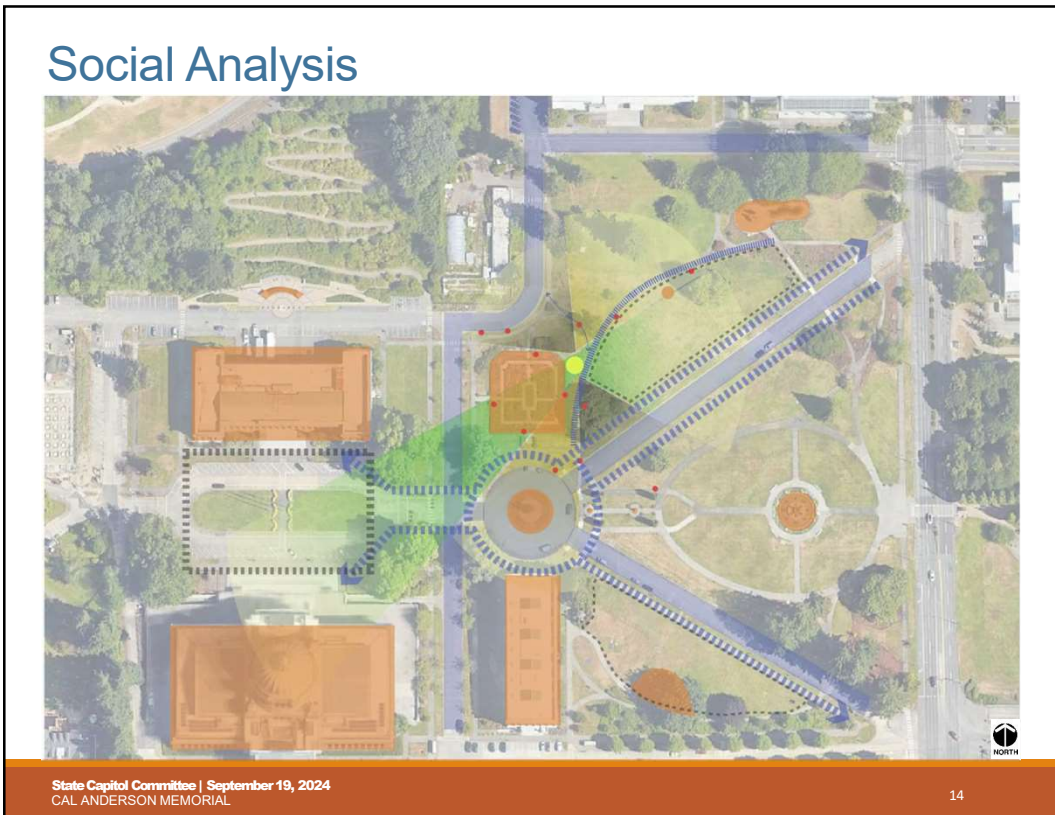 Social Analysis
NORTH
State Capitol Committee | September 19, 2024
CAL ANDERSON MEMORIAL
14